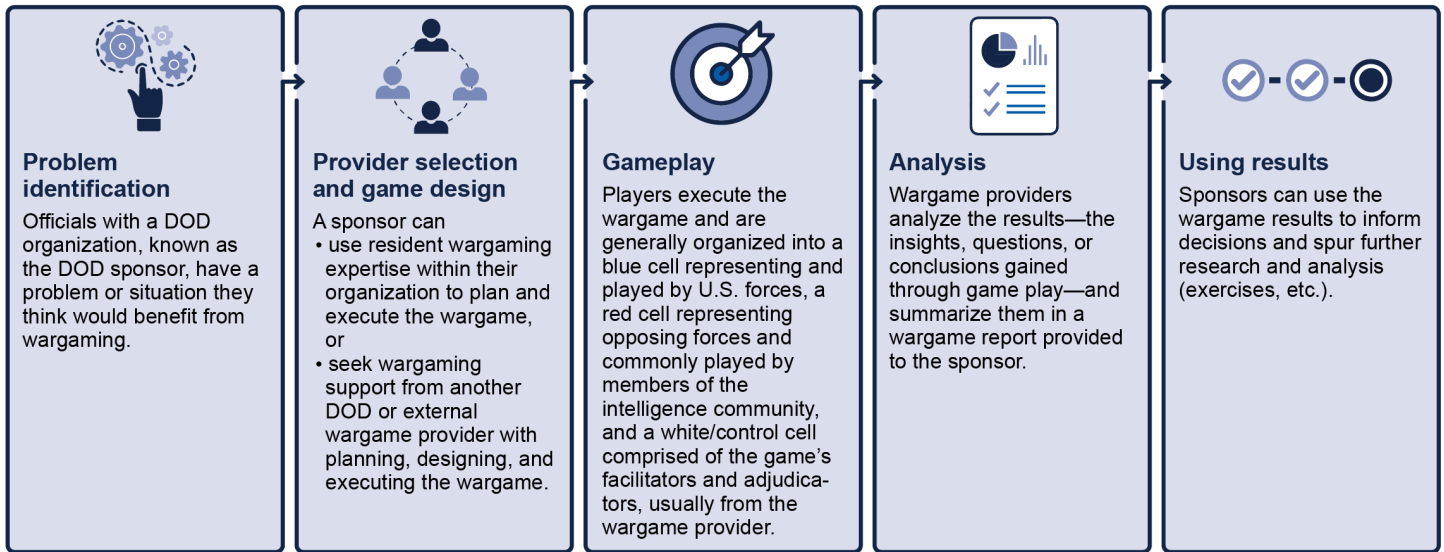 Problem
identification
Officials with a DOD
organization, known as
the DOD sponsor, have a
problem or situation they
think would benefit from
wargaming.
Provider selection
and game design
A sponsor can
• use resident wargaming
expertise within their
organization to plan and
execute the wargame,
or
• seek wargaming
support from another
DOD or external
wargame provider with
planning, designing, and
executing the wargame.
Gameplay
Players execute the
wargame and are
generally organized into a
blue cell representing and
played by U.S. forces, a
red cell representing
opposing forces and
commonly played by
members of the
intelligence community,
and a white/control cell
comprised of the game’s
facilitators and adjudica-
tors, usually from the
wargame provider.
Analysis
Wargame providers
analyze the results—the
insights, questions, or
conclusions gained
through game play—and
summarize them in a
wargame report provided
to the sponsor.
Using results
Sponsors can use the
wargame results to inform
decisions and spur further
research and analysis
(exercises, etc.).